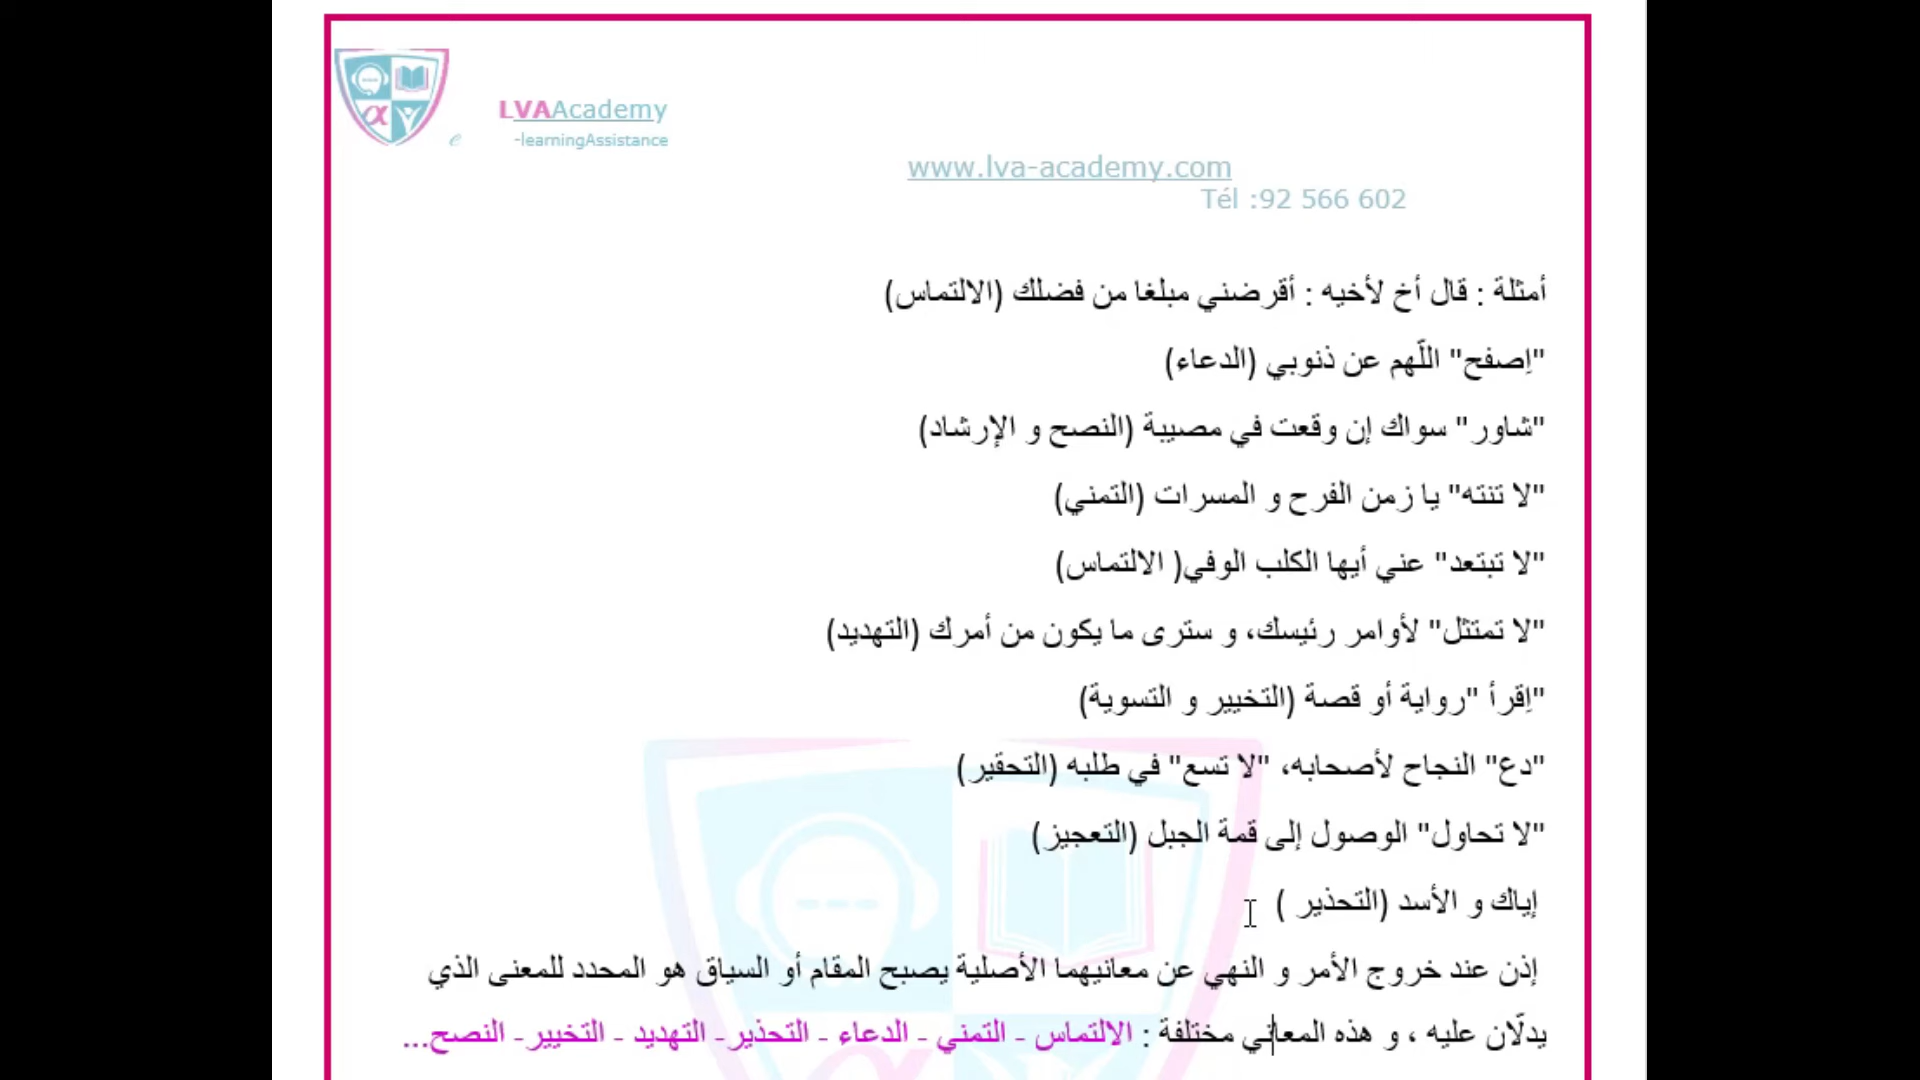 LVAAcademy
e -learningAssistance
www.lva-academy.com
Tél :92 566 602
أمثلة : قال أخ لأخيه : أقرضني مبلغا من فضلك (الالتماس)
"اِصفح" اللّهم عن ذنوبي (الدعاء)
"شاور" سواك إن وقعت في مصيبة (النصح و الإرشاد)
"لا تنته" يا زمن الفرح و المسرات (التمني)
"لا تبتعد" عني أيها الكلب الوفي( الالتماس)
"لا تمتثل" لأوامر رئيسك، و سترى ما يكون من أمرك (التهديد)
"اِقرأ "رواية أو قصة (التخيير و التسوية)
"دع" النجاح لأصحابه، "لا تسع" في طلبه (التحقير)
"لا تحاول" الوصول إلى قمة الجبل (التعجيز)
إياك و الأسد (التحذير )
إذن عند خروج الأمر و النهي عن معانيهما الأصلية يصبح المقام أو السياق هو المحدد للمعنى الذي
يدلّان عليه ، و هذه المعاني مختلفة : الالتماس - التمني - الدعاء - التحذير- التهديد - التخيير- النصح...